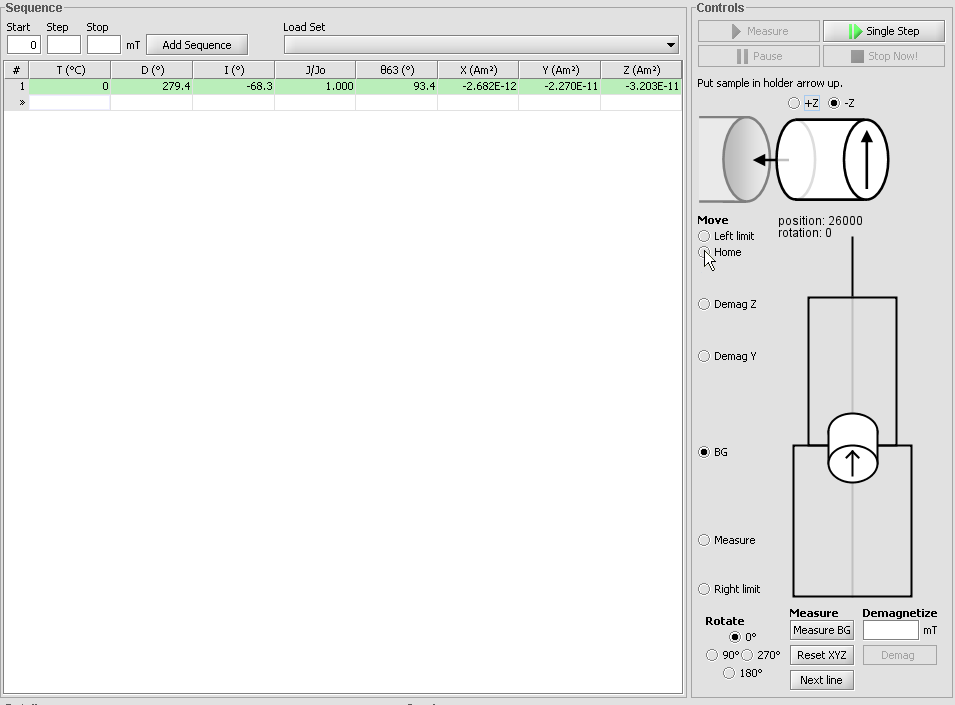 Sequence
Start Step Stop
0 mT Add Sequence
Load Set
# T (°C) D (°) I (°) J/Jo θ63 (°) X (Am²) Y (Am²) Z (Am²)
1 0 279.4 -68.3 1.000 93.4 -2.682E-12 -2.270E-11 -3.203E-11
»
Controls
Measure Single Step
Pause Stop Now!
Put sample in holder arrow up.
+Z -Z
Move
position: 26000
rotation: 0
Left limit
Home
Demag Z
Demag Y
BG
Measure
Right limit
Rotate
0°
90° 270°
180°
Measure
Measure BG
Reset XYZ
Next line
Demagnetize
mT
Demag